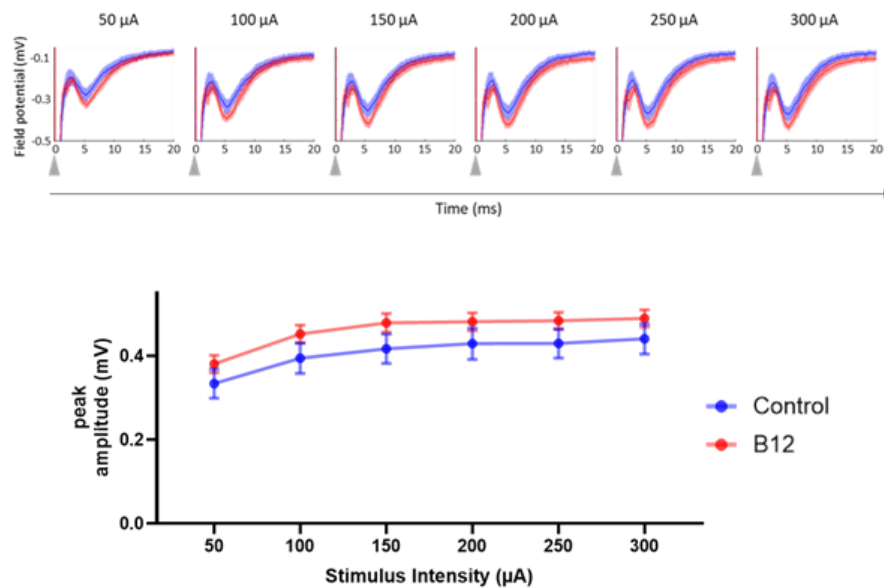 50 µA 100 µA 150 µA 200 µA 250 µA 300 µA
Field potential (mV)
-0.1
-0.3
-0.5
0 5 10 15 20 0 5 10 15 20 0 5 10 15 20 0 5 10 15 20 0 5 10 15 20 0 5 10 15 20
Time (ms)
peak
amplitude (mV)
0.4
0.2
0.0
Control
B12
50 100 150 200 250 300
Stimulus Intensity (µA)